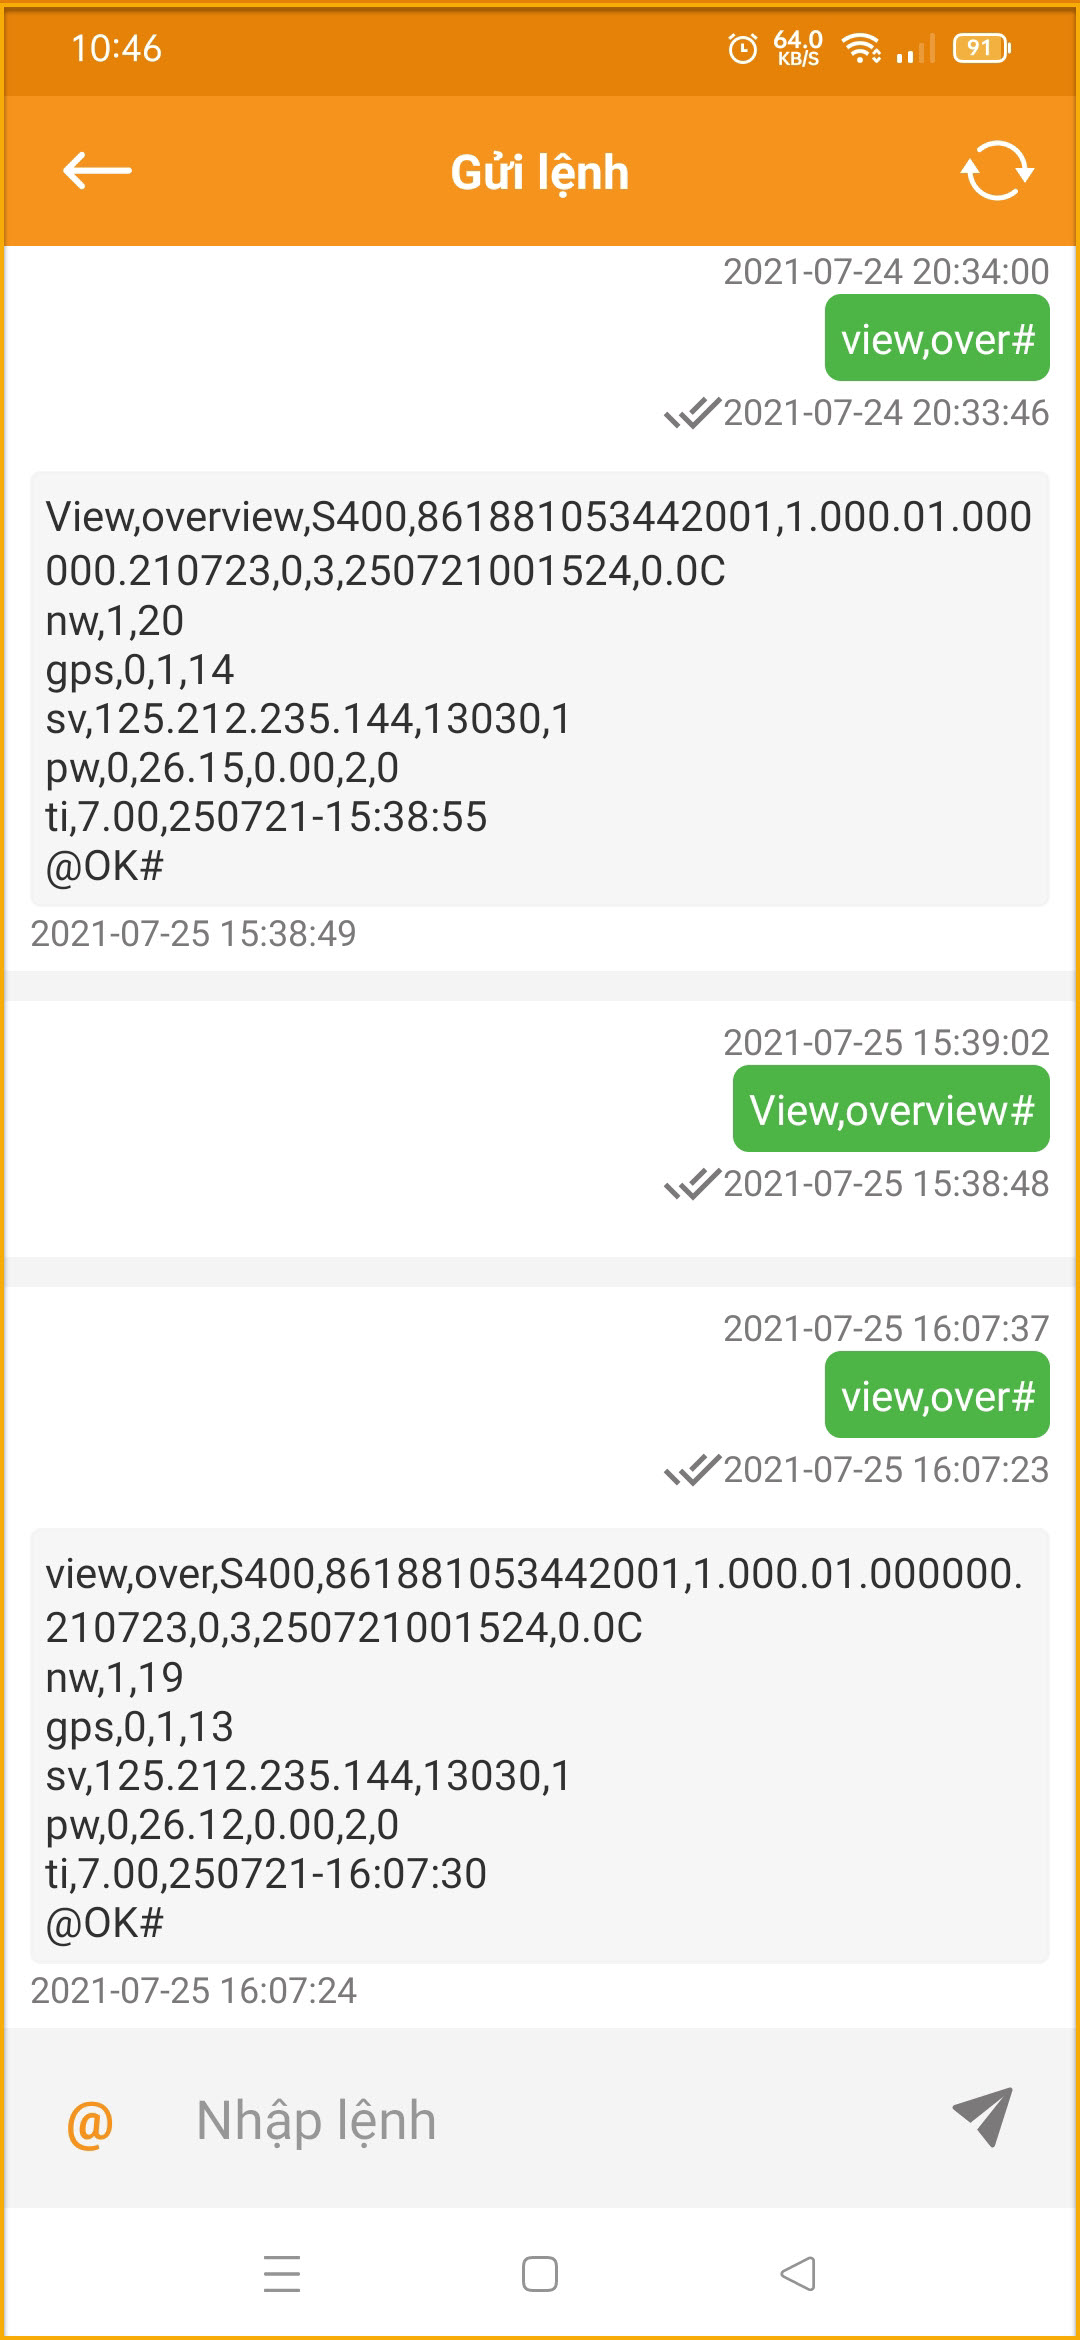 10:46
64.0
KB/S
91
Gửi lệnh
2021-07-24 20:34:00
view,over#
2021-07-24 20:33:46
View,overview,S400,861881053442001,1.000.01.000
000.210723,0,3,250721001524,0.0C
nw,1,20
gps,0,1,14
sv,125.212.235.144,13030,1
pw,0,26.15,0.00,2,0
ti,7.00,250721-15:38:55
@OK#
2021-07-25 15:38:49
2021-07-25 15:39:02
View,overview#
2021-07-25 15:38:48
2021-07-25 16:07:37
view,over#
2021-07-25 16:07:23
view,over,S400,861881053442001,1.000.01.000000.
210723,0,3,250721001524,0.0C
nw,1,19
gps,0,1,13
sv,125.212.235.144,13030,1
pw,0,26.12,0.00,2,0
ti,7.00,250721-16:07:30
@OK#
2021-07-25 16:07:24
@ Nhập lệnh